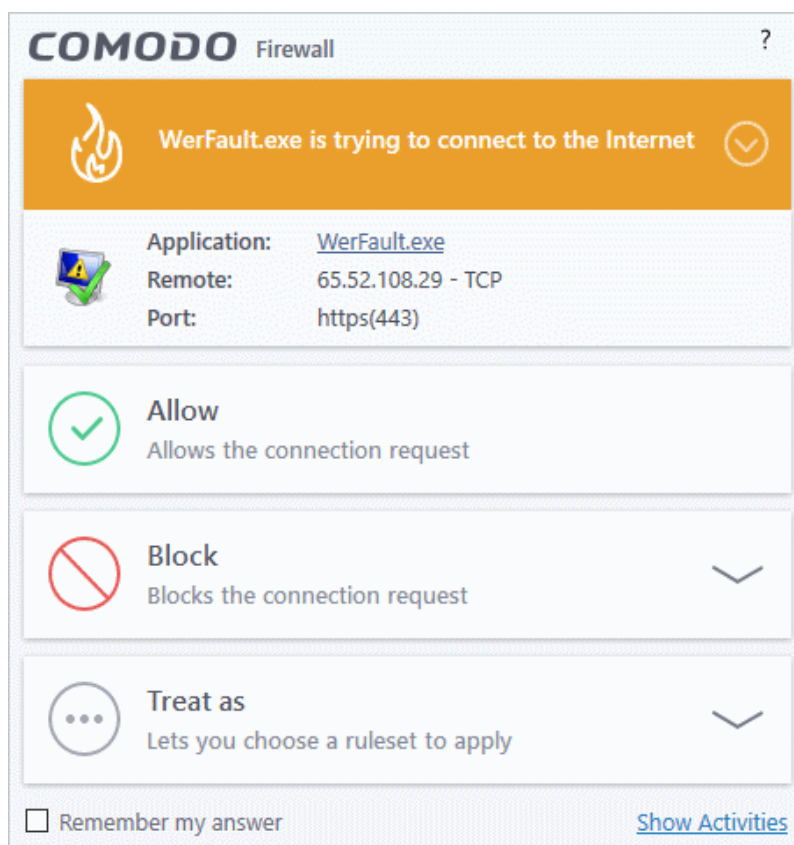 COMODO Firewall ?
WerFault.exe is trying to connect to the Internet
Application: WerFault.exe
Remote: 65.52.108.29 - TCP
Port: https(443)
Allow
Allows the connection request
Block
Blocks the connection request
Treat as
Lets you choose a ruleset to apply
Remember my answer Show Activities